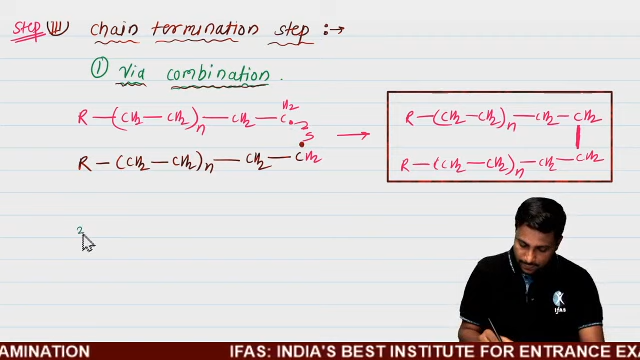 Step III chain termination step :→
① via combination.
R—(CH2—CH2)n—CH2—CH2
R—(CH2—CH2)n—CH2—CH2
→
R—(CH2—CH2)n—CH2—CH2
R—(CH2—CH2)n—CH2—CH2
2
IFAS
AMINATION IFAS: INDIA'S BEST INSTITUTE FOR ENTRANCE EX